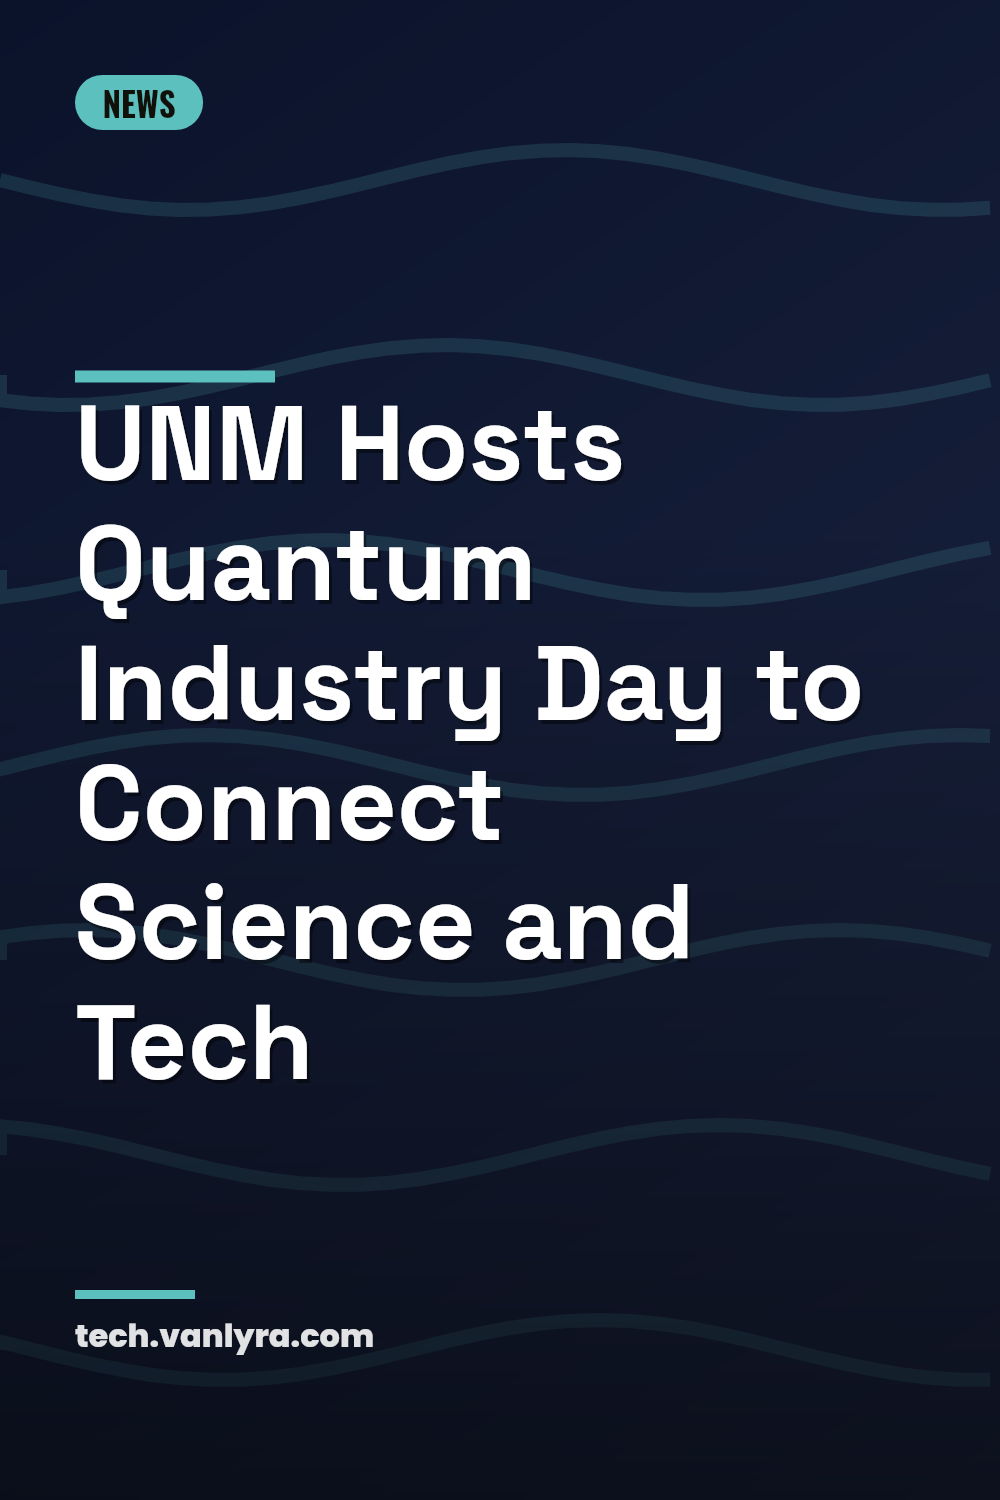 NEWS
UNM Hosts
Quantum
Industry Day to
Connect
Science and
Tech
tech.vanlyra.com